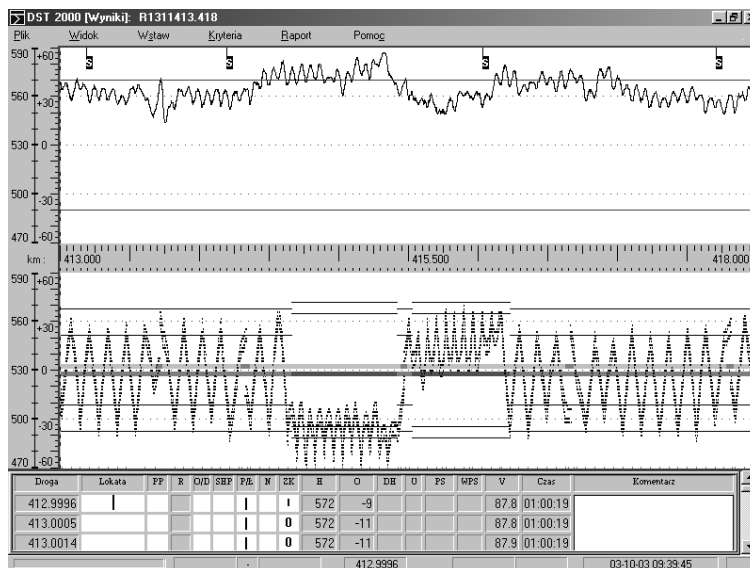 DST 2000 [Wyniki]: R1311413.418
Plik Widok Wstaw Kryteria Raport Pomoc
590 +60
560 +30
530 0
500 -30
470 -60
S S S S
km : 413.000 415.500 418.000
590 +60
560 +30
530 0
500 -30
470 -60
Droga Lokata PP R O/D SHP P/Ł N ZK H O DH U PS WPS V Czas Komentarz
412.9996 572 -9 87.8 01:00:19
413.0005 0 572 -11 87.8 01:00:19
413.0014 0 572 -11 87.9 01:00:19
412.9996 03-10-03 09:39:45